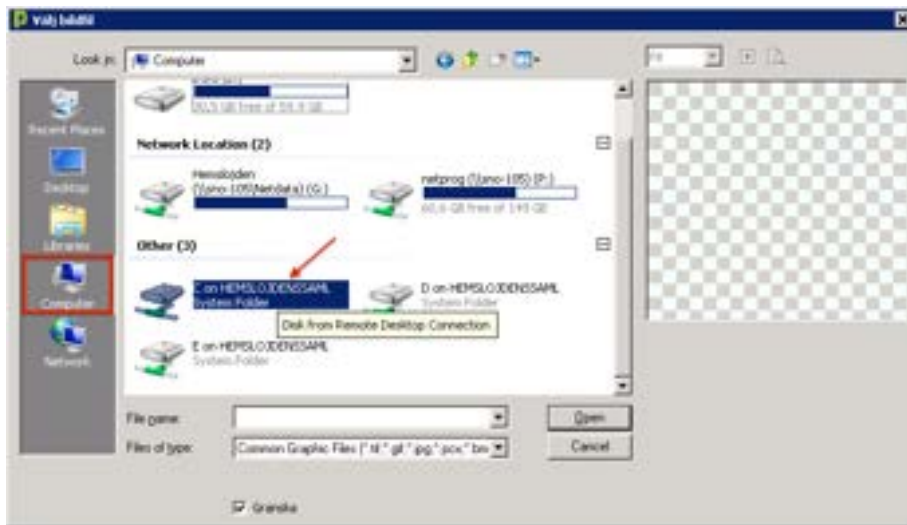 Välj bildfil
Look in:
Computer
Recent Places
Desktop
Libraries
Computer
Network
Network Location (2)
Hemslöjden
netprog (P:)
Other (3)
C on HEMSLOJDENSSAML
System Folder
D on HEMSLOJDENSSAML
System Folder
Disk from Remote Desktop Connection
E on HEMSLOJDENSSAML
System Folder
File name:
Open
Files of type:
Common Graphic Files
Cancel
Granska